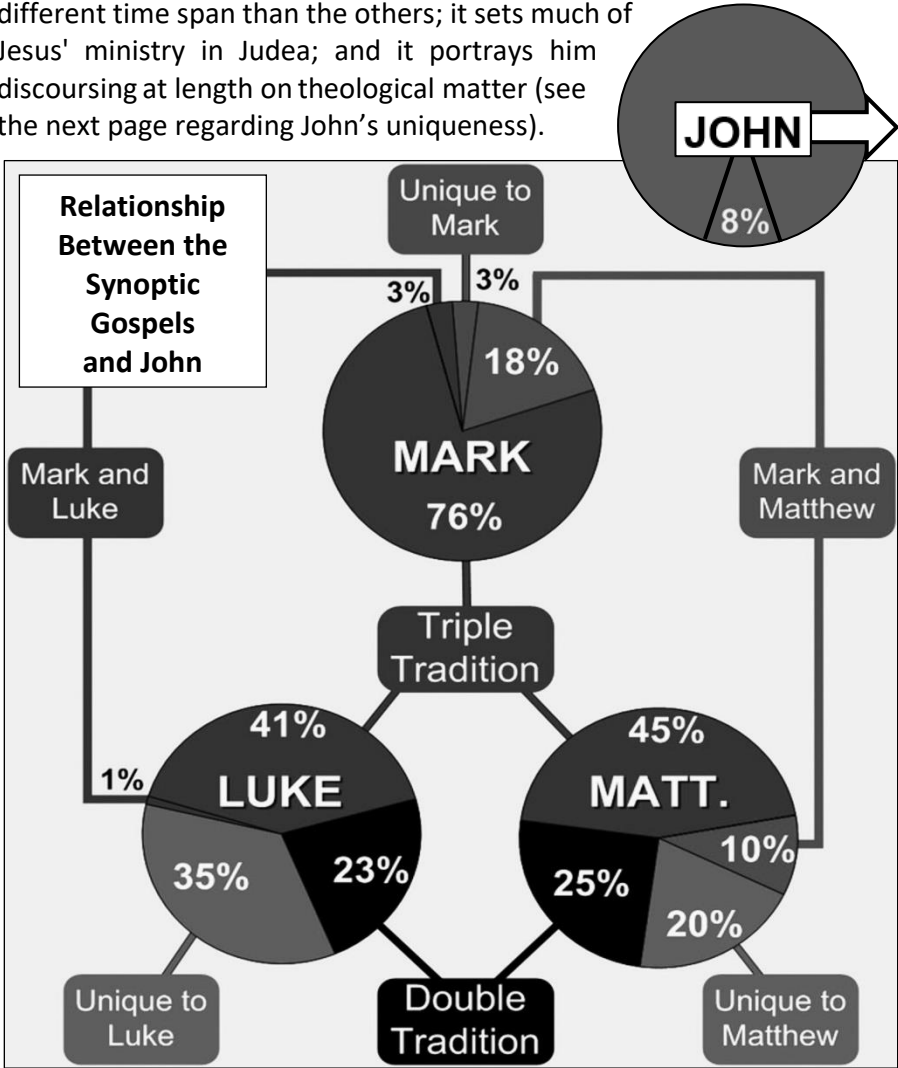 different time span than the others; it sets much of
Jesus' ministry in Judea; and it portrays him
discoursing at length on theological matter (see
the next page regarding John’s uniqueness).
JOHN
8%
Relationship
Between the
Synoptic
Gospels
and John
Unique to
Mark
3%
3%
18%
MARK
76%
Mark and
Luke
Mark and
Matthew
Triple
Tradition
41%
LUKE
1%
35%
23%
45%
MATT.
10%
25%
20%
Unique to
Luke
Double
Tradition
Unique to
Matthew